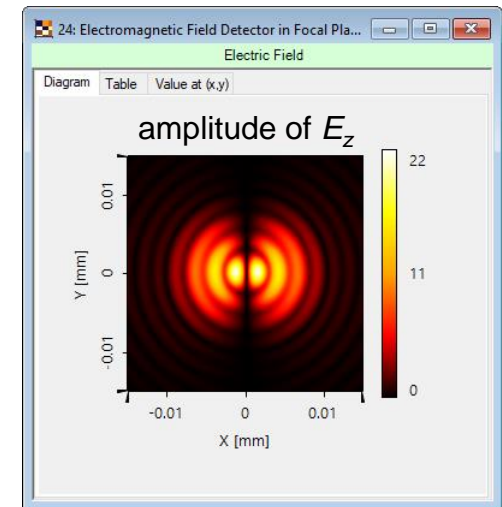 24: Electromagnetic Field Detector in Focal Pla...
Electric Field
Diagram Table Value at (x,y)
amplitude of E_z
22
0.01
Y [mm]
0
11
-0.01
0
-0.01 0 0.01
X [mm]